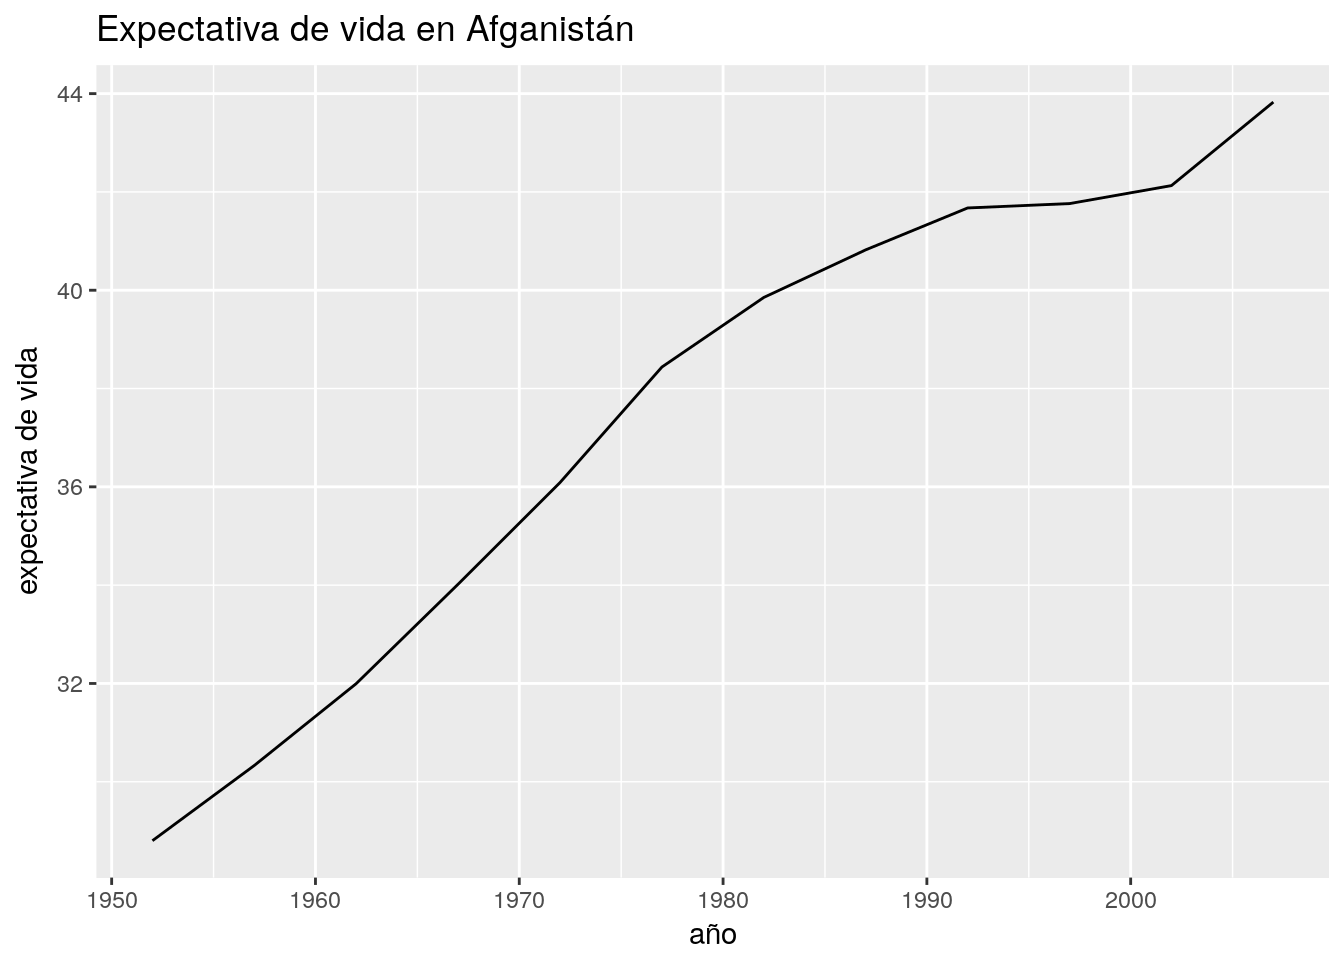 Expectativa de vida en Afganistán
44
40
36
32
expectativa de vida
1950 1960 1970 1980 1990 2000
año